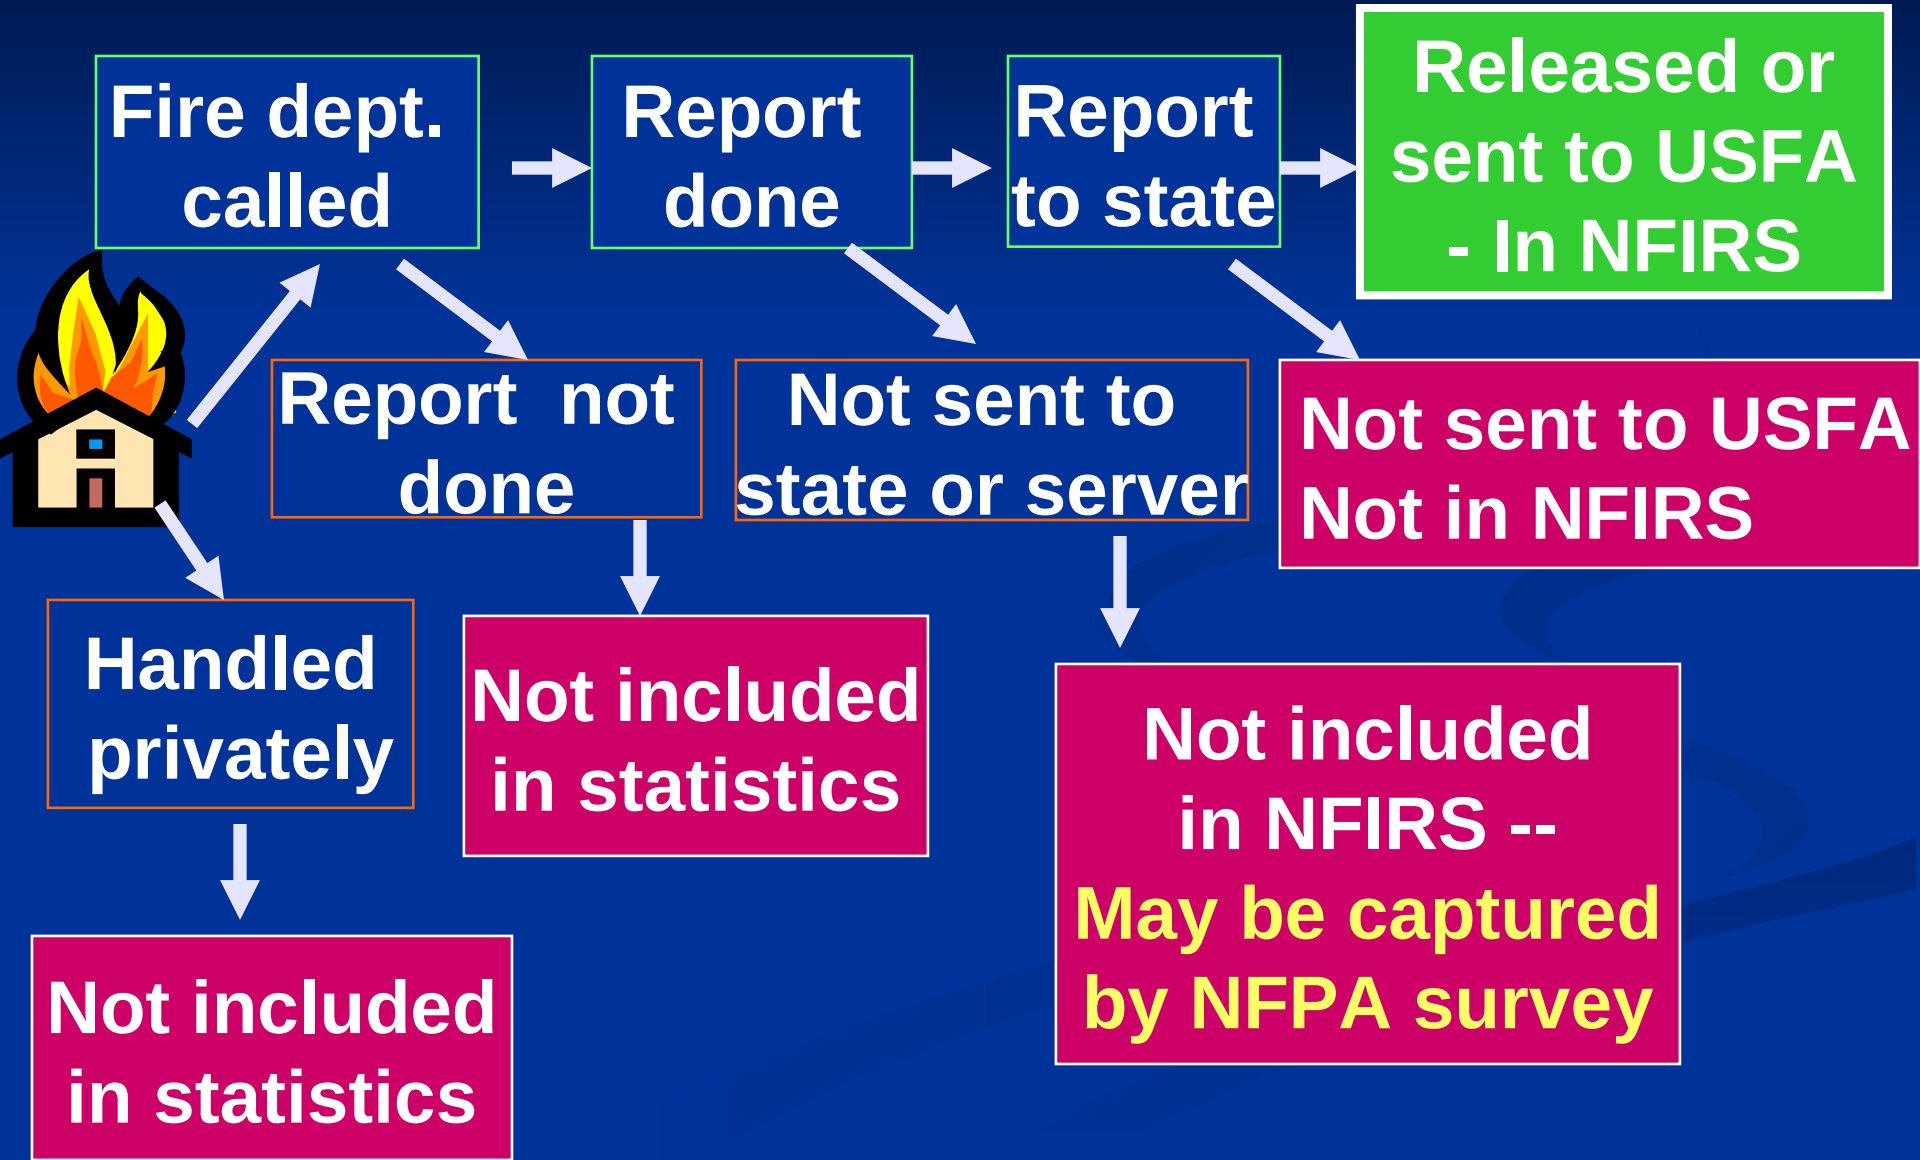 Fire dept.
called
Report
done
Report
to state
Released or
sent to USFA
- In NFIRS
Report  not
done
Not sent to
state or server
Not sent to USFA
Not in NFIRS
Handled
privately
Not included
in statistics
Not included
in NFIRS --
May be captured
by NFPA survey
Not included
in statistics